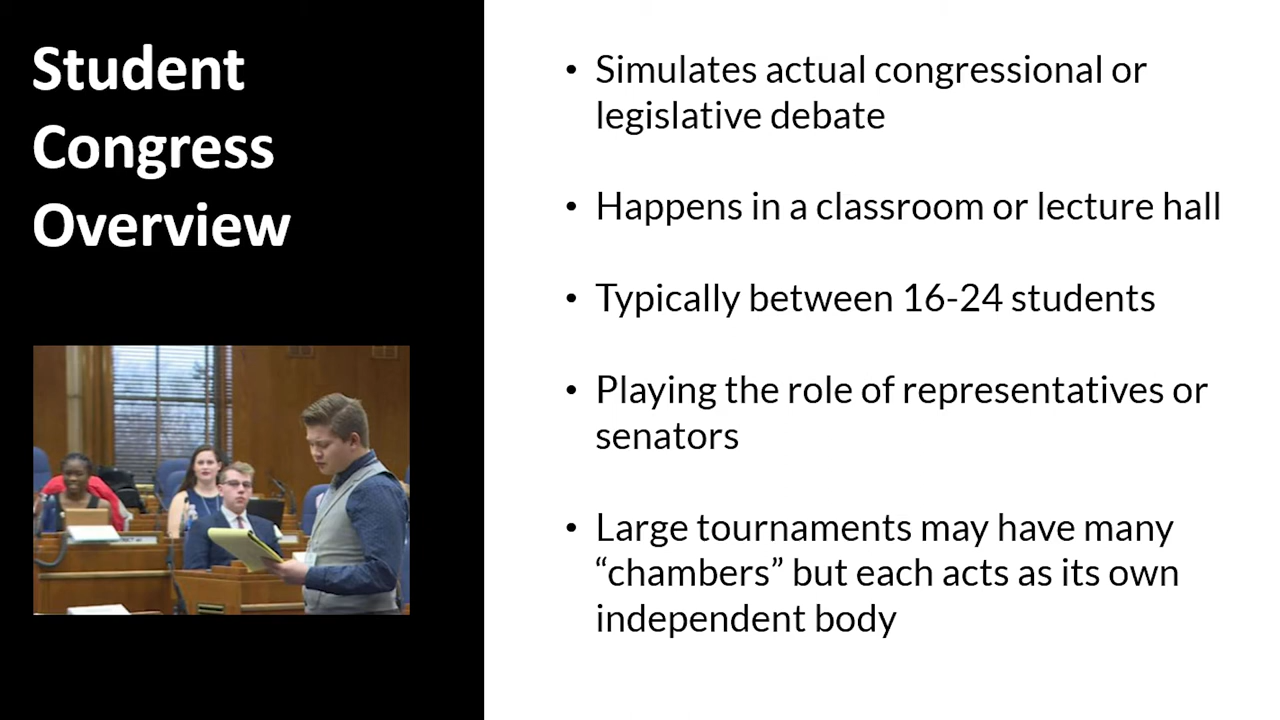 Student
Congress
Overview
• Simulates actual congressional or
legislative debate
• Happens in a classroom or lecture hall
• Typically between 16-24 students
• Playing the role of representatives or
senators
• Large tournaments may have many
“chambers” but each acts as its own
independent body